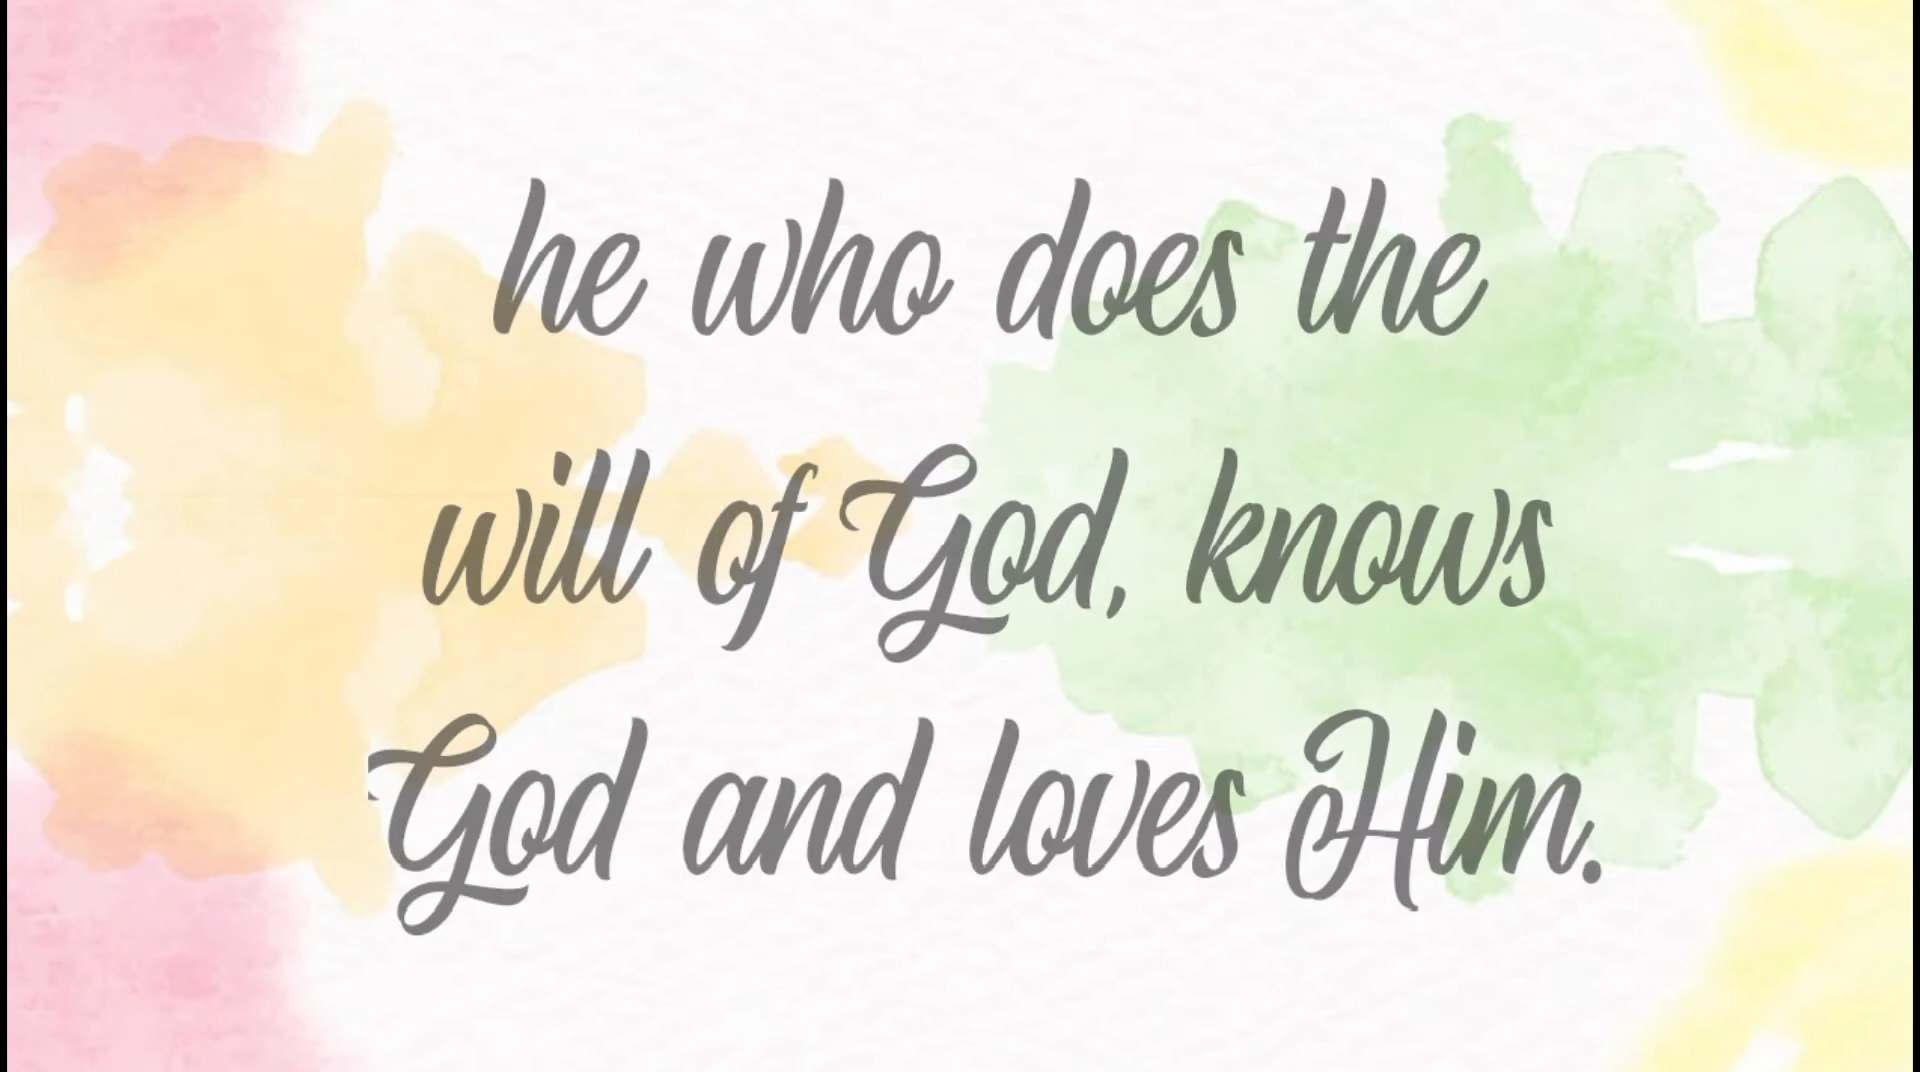 he who does the
will of God, knows
God and loves Him.